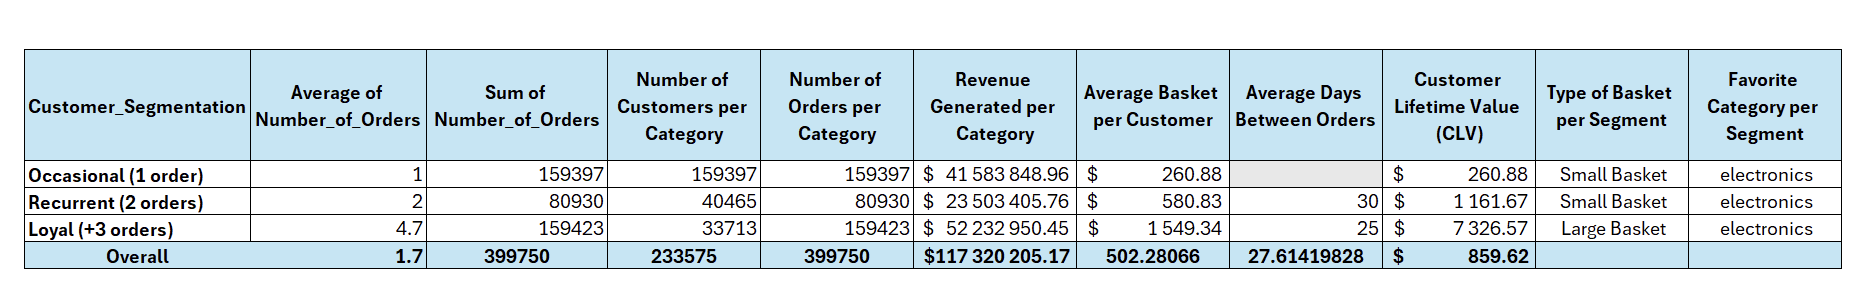 Customer_Segmentation Average of Number_of_Orders Sum of Number_of_Orders Number of Customers per Category Number of Orders per Category Revenue Generated per Category Average Basket per Customer Average Days Between Orders Customer Lifetime Value (CLV) Type of Basket per Segment Favorite Category per Segment
Occasional (1 order) 1 159397 159397 159397 $ 41 583 848.96 $ 260.88 $ 260.88 Small Basket electronics
Recurrent (2 orders) 2 80930 40465 80930 $ 23 503 405.76 $ 580.83 30 $ 1 161.67 Small Basket electronics
Loyal (+3 orders) 4.7 159423 33713 159423 $ 52 232 950.45 $ 1 549.34 25 $ 7 326.57 Large Basket electronics
Overall 1.7 399750 233575 399750 $117 320 205.17 502.28066 27.61419828 $ 859.62